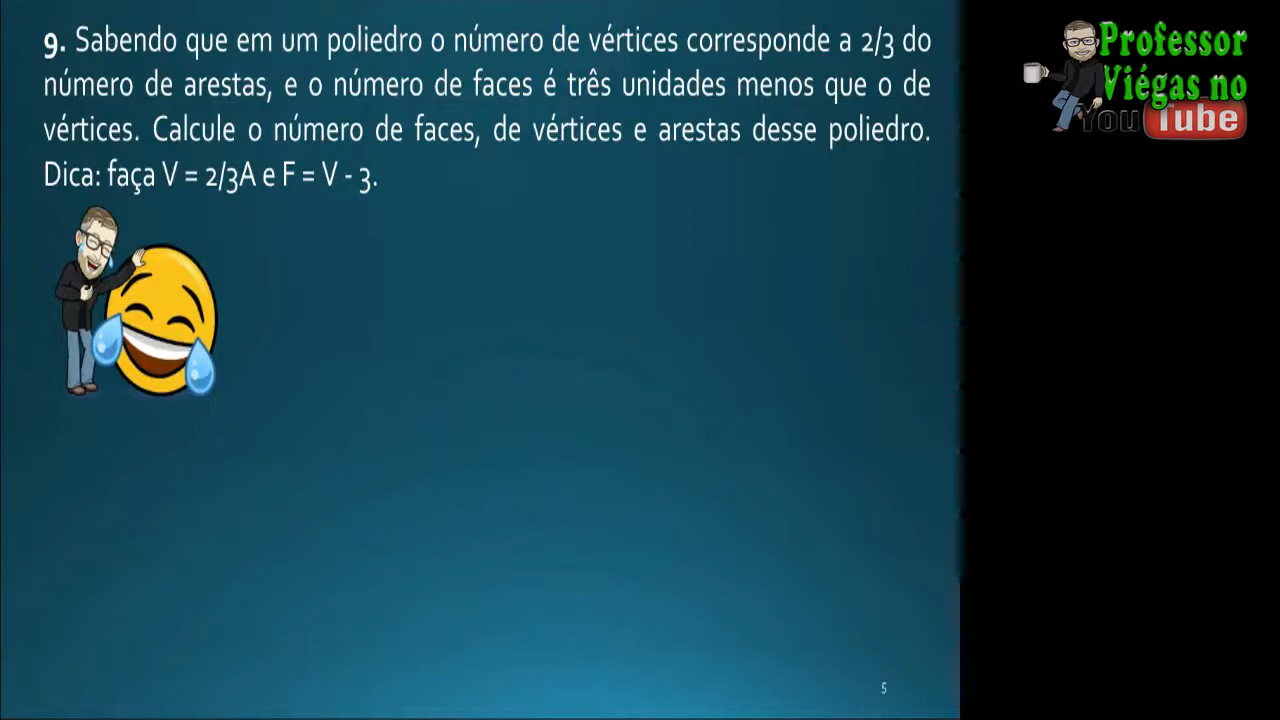 9. Sabendo que em um poliedro o número de vértices corresponde a 2/3 do
número de arestas, e o número de faces é três unidades menos que o de
vértices. Calcule o número de faces, de vértices e arestas desse poliedro.
Dica: faça V = 2/3A e F = V - 3.
Professor
Viégas no
YouTube
5